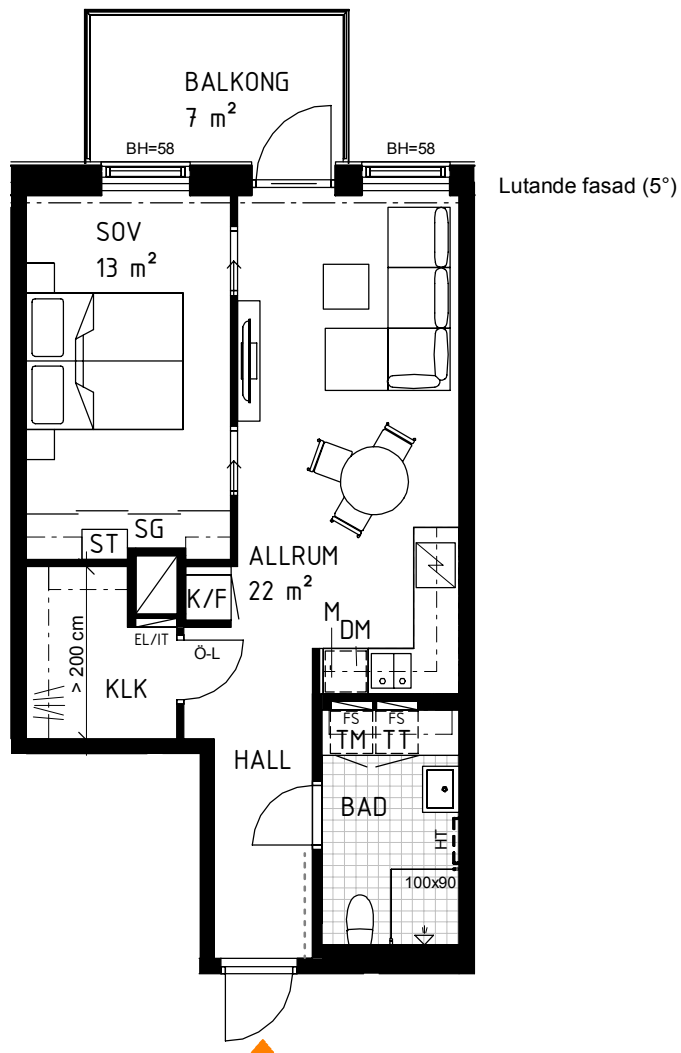 BALKONG
7 m²
BH=58
BH=58
Lutande fasad (5°)
SOV
13 m²
SG
ST
ALLRUM
22 m²
K/F
M
DM
EL/IT
Ö-L
> 200 cm
KLK
FS
FS
TM
TT
HALL
BAD
HT
100x90